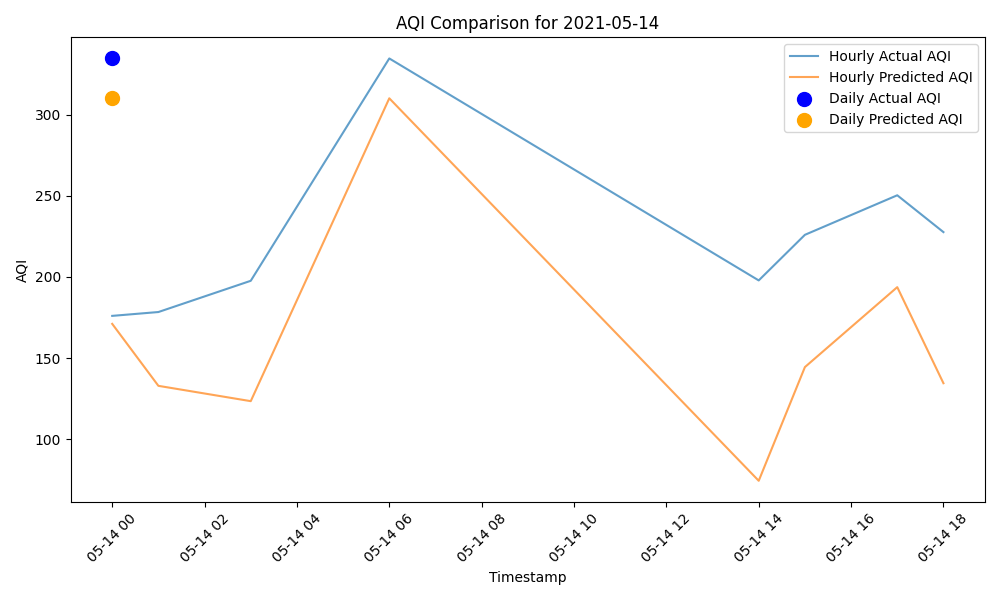 AQI Comparison for 2021-05-14
Hourly Actual AQI
Hourly Predicted AQI
Daily Actual AQI
Daily Predicted AQI
AQI
300
250
200
150
100
05-14 00
05-14 02
05-14 04
05-14 06
05-14 08
05-14 10
05-14 12
05-14 14
05-14 16
05-14 18
Timestamp